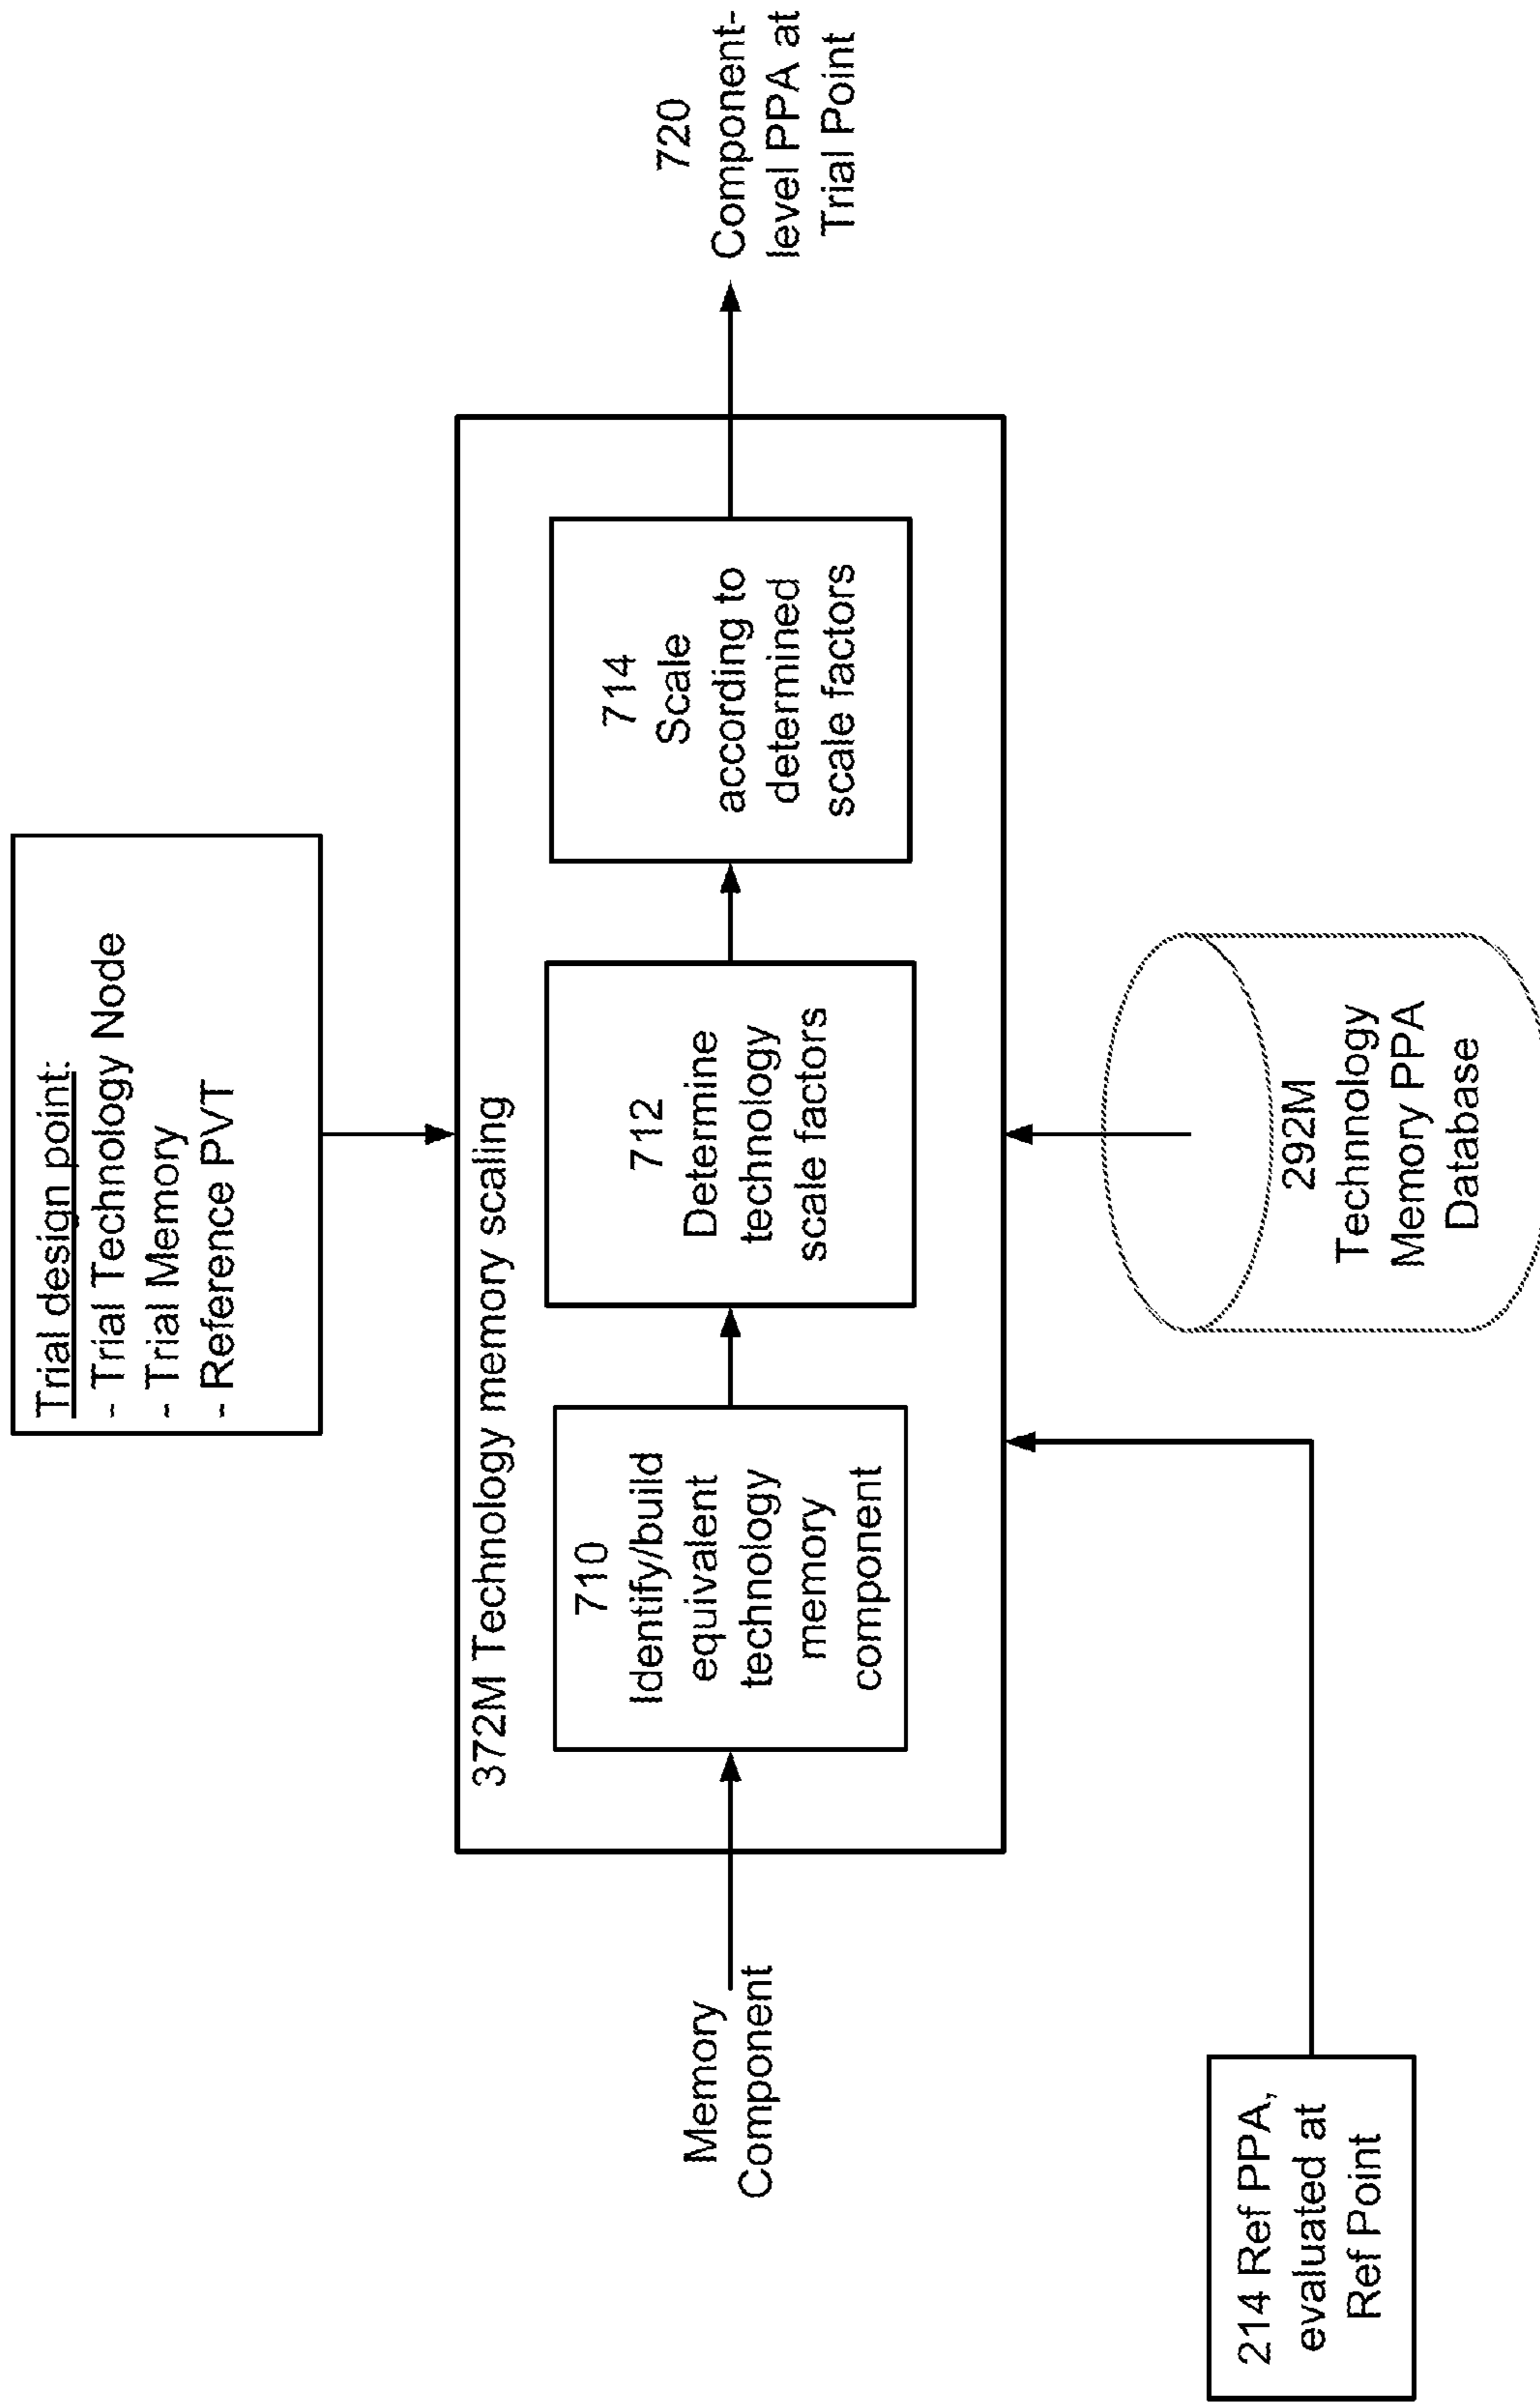 Trial design point:
- Trial Technology Node
- Trial Memory
- Reference PVT
372M Technology memory scaling
Memory
Component
710
Identify/build
equivalent
technology
memory
component
712
Determine
technology
scale factors
714
Scale
according to
determined
scale factors
720
Component-
level PPA at
Trial Point
214 Ref PPA,
evaluated at
Ref Point
292M
Technology
Memory PPA
Database